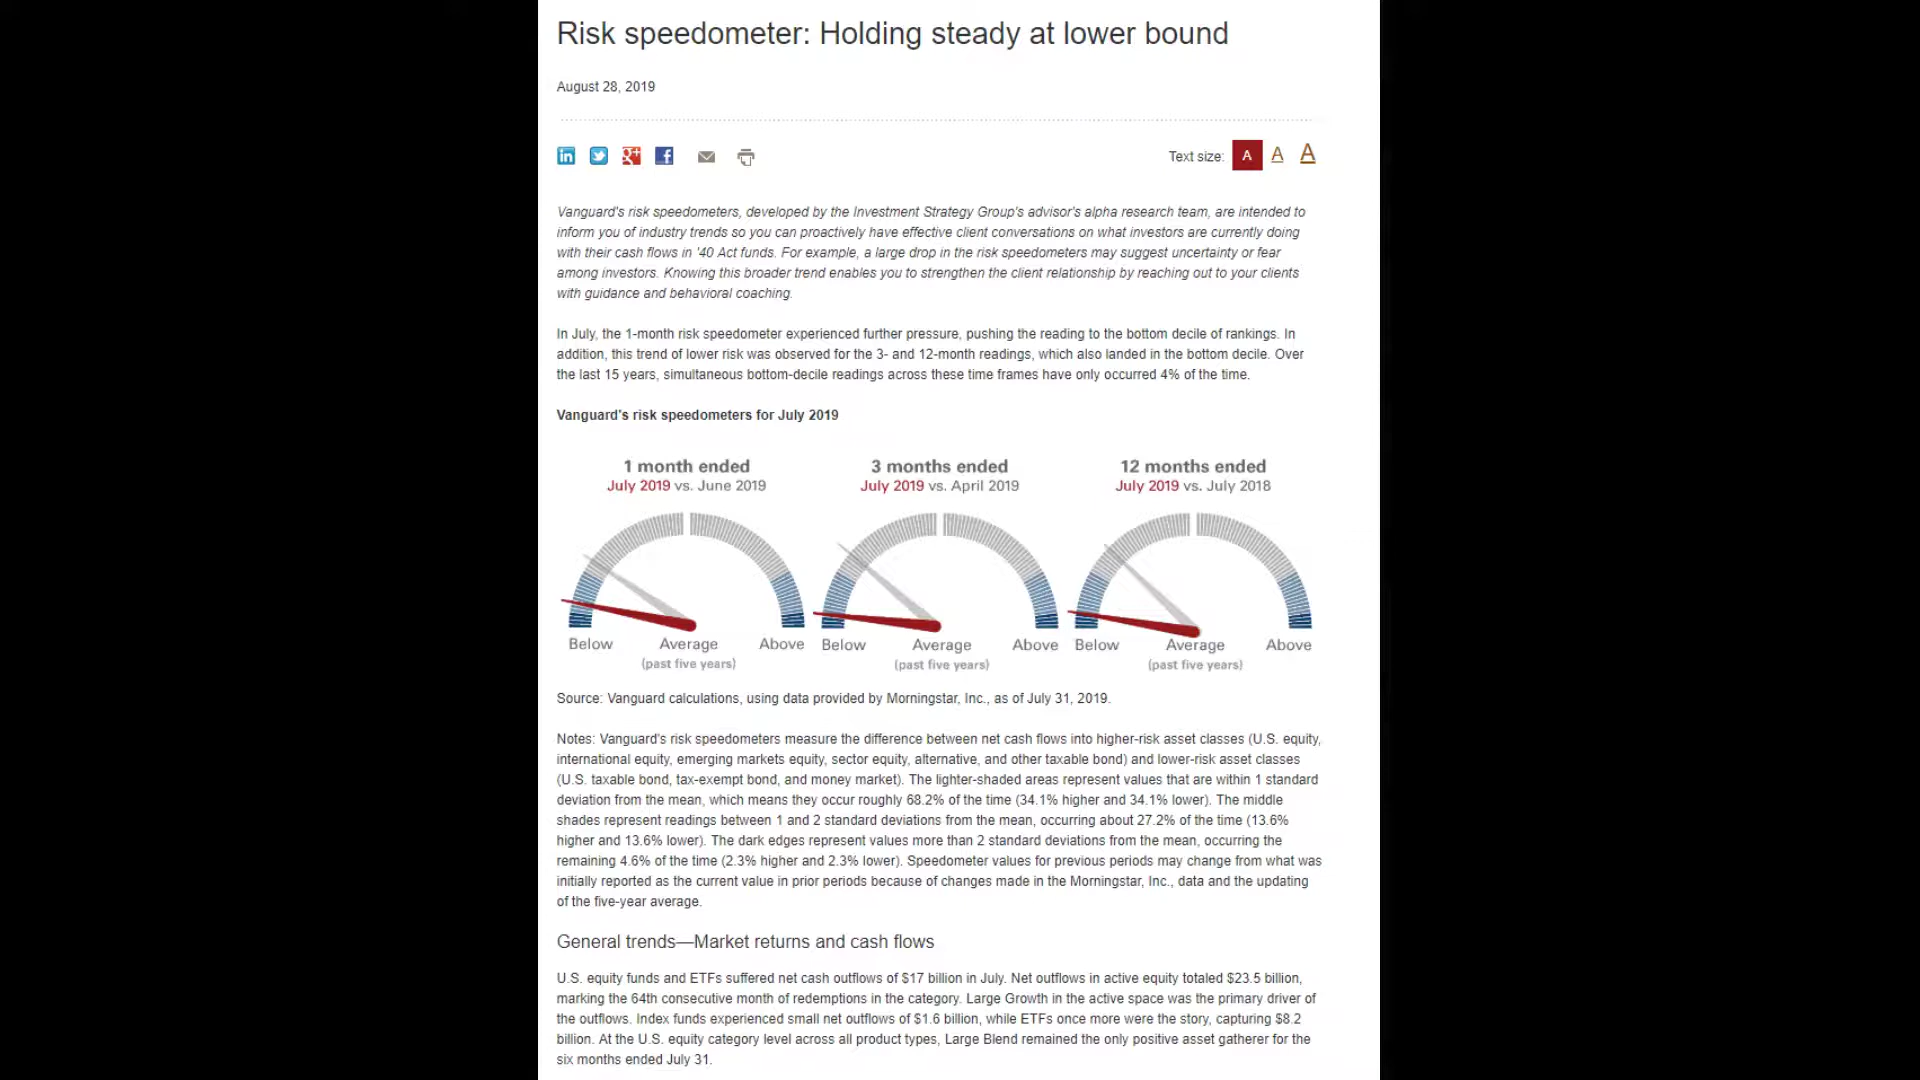 Risk speedometer: Holding steady at lower bound
August 28, 2019
in
g+
f
Text size: A A A
Vanguard's risk speedometers, developed by the Investment Strategy Group's advisor's alpha research team, are intended to
inform you of industry trends so you can proactively have effective client conversations on what investors are currently doing
with their cash flows in '40 Act funds. For example, a large drop in the risk speedometers may suggest uncertainty or fear
among investors. Knowing this broader trend enables you to strengthen the client relationship by reaching out to your clients
with guidance and behavioral coaching.
In July, the 1-month risk speedometer experienced further pressure, pushing the reading to the bottom decile of rankings. In
addition, this trend of lower risk was observed for the 3- and 12-month readings, which also landed in the bottom decile. Over
the last 15 years, simultaneous bottom-decile readings across these time frames have only occurred 4% of the time.
Vanguard's risk speedometers for July 2019
1 month ended
July 2019 vs. June 2019
Below Average Above
(past five years)
3 months ended
July 2019 vs. April 2019
Below Average Above
(past five years)
12 months ended
July 2019 vs. July 2018
Below Average Above
(past five years)
Source: Vanguard calculations, using data provided by Morningstar, Inc., as of July 31, 2019.
Notes: Vanguard's risk speedometers measure the difference between net cash flows into higher-risk asset classes (U.S. equity,
international equity, emerging markets equity, sector equity, alternative, and other taxable bond) and lower-risk asset classes
(U.S. taxable bond, tax-exempt bond, and money market). The lighter-shaded areas represent values that are within 1 standard
deviation from the mean, which means they occur roughly 68.2% of the time (34.1% higher and 34.1% lower). The middle
shades represent readings between 1 and 2 standard deviations from the mean, occurring about 27.2% of the time (13.6%
higher and 13.6% lower). The dark edges represent values more than 2 standard deviations from the mean, occurring the
remaining 4.6% of the time (2.3% higher and 2.3% lower). Speedometer values for previous periods may change from what was
initially reported as the current value in prior periods because of changes made in the Morningstar, Inc., data and the updating
of the five-year average.
General trends—Market returns and cash flows
U.S. equity funds and ETFs suffered net cash outflows of $17 billion in July. Net outflows in active equity totaled $23.5 billion,
marking the 64th consecutive month of redemptions in the category. Large Growth in the active space was the primary driver of
the outflows. Index funds experienced small net outflows of $1.6 billion, while ETFs once more were the story, capturing $8.2
billion. At the U.S. equity category level across all product types, Large Blend remained the only positive asset gatherer for the
six months ended July 31.